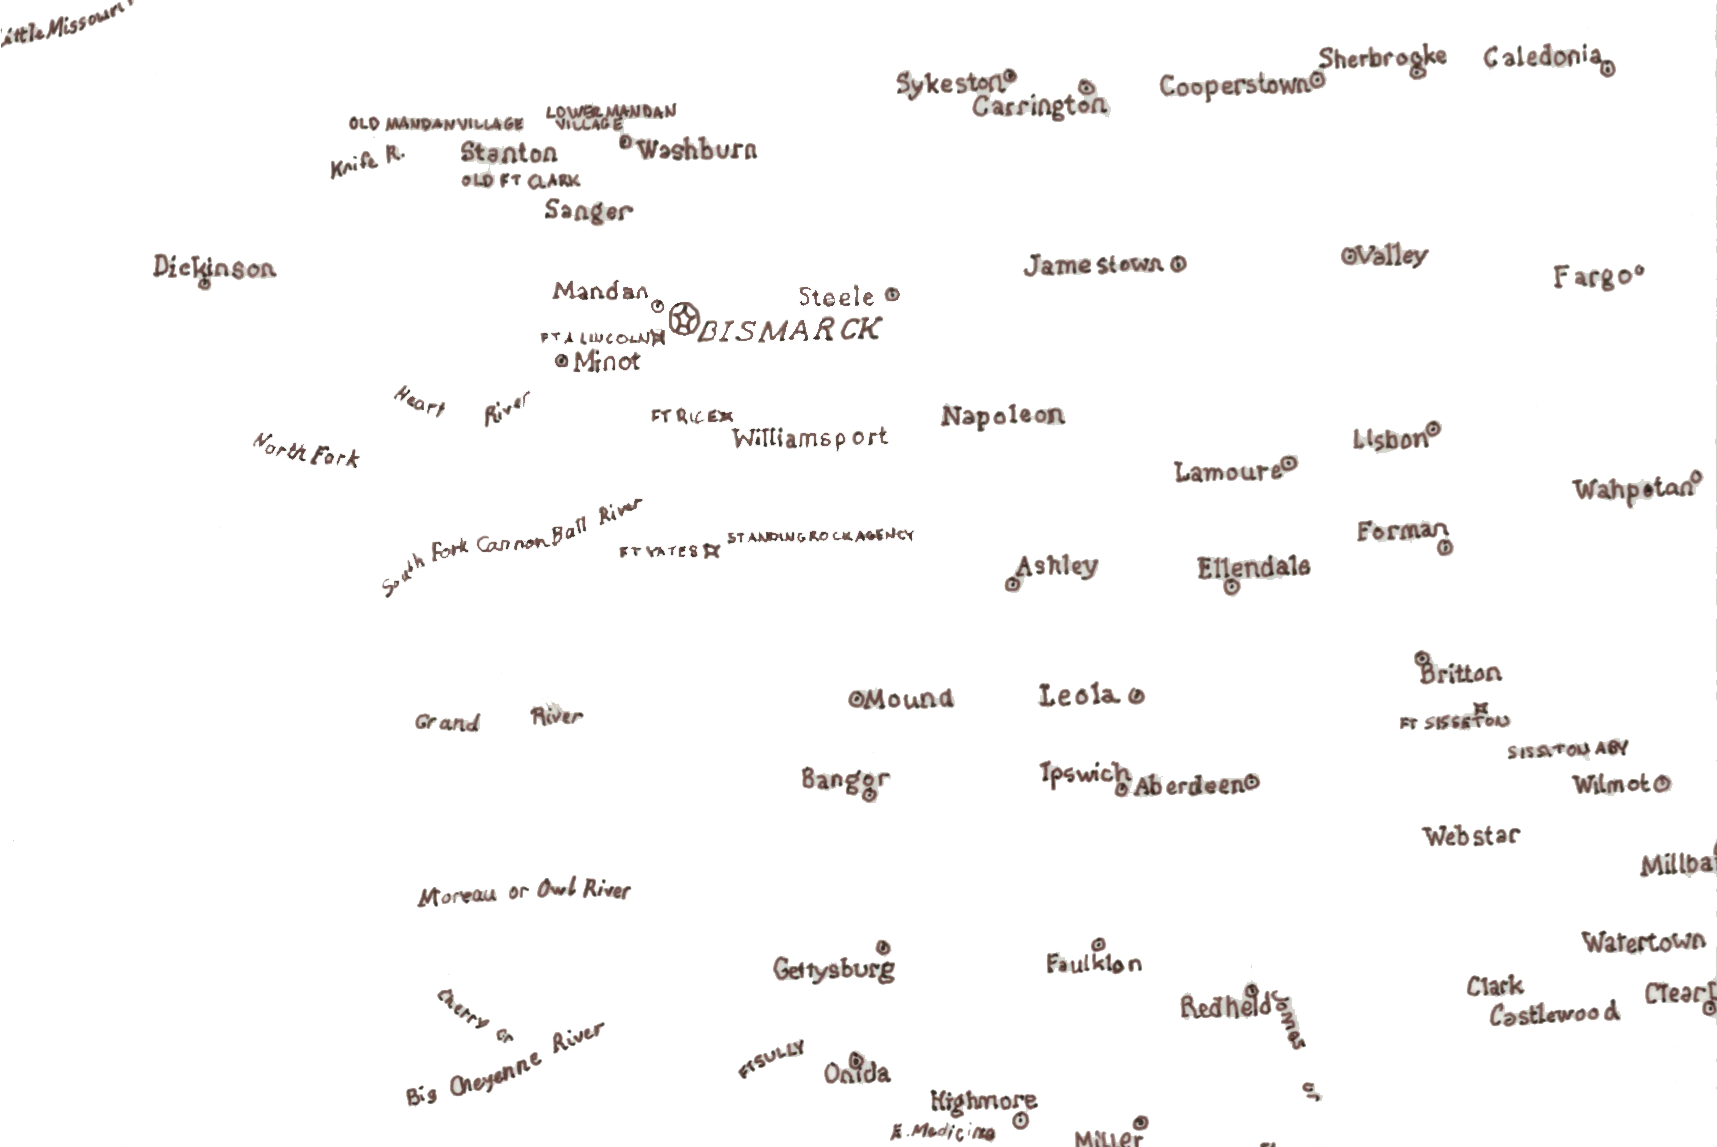 Little Missouri
Sherbrooke
Caledonia
Sykeston
Cooperstown
Carrington
LOWER MANDAN
VILLAGE
OLD MANDAN VILLAGE
Knife R.
Stanton
Washburn
OLD FT CLARK
Sanger
Dickinson
Jamestown
Valley
Fargo
Mandan
Steele
BISMARCK
FT A LINCOLN
Minot
Heart River
FT RICE
Napoleon
Williamsport
Lisbon
North Fork
Lamoure
Wahpetan
South Fork Cannon Ball River
FT YATES
STANDING ROCK AGENCY
Forman
Ashley
Ellendale
Britton
Mound
Leola
Grand River
FT SISSETON
SISSTON AGY
Bangor
Ipswich
Aberdeen
Wilmot
Webstar
Millba
Moreau or Owl River
Watertown
Gettysburg
Faulkton
Clark
Clear
Redheld
Castlewood
James
Cherry Cr
Big Cheyenne River
FT SULLY
Onida
Highmore
E. Medicine
Miller